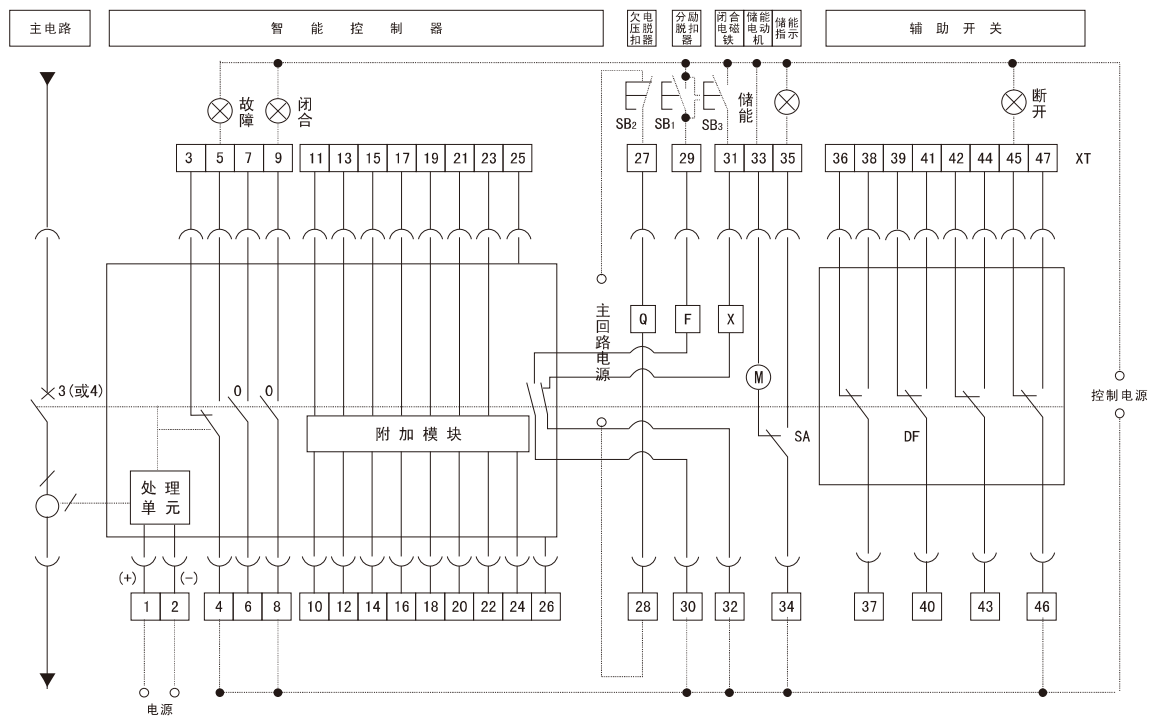 主电路
智能控制器
欠电
压脱
扣器
分励
脱扣
器
闭合
电磁
铁
储能
电动
机
储能
指示
辅助开关
故
障
闭
合
SB2
SB1
SB3
储
能
断
开
3 5 7 9 11 13 15 17 19 21 23 25 27 29 31 33 35 36 38 39 41 42 44 45 47 XT
主
回
路
电
源
Q F X
M
3(或4)
0 0
控制电源
附加模块
SA
DF
处理
单元
(+) (-)
1 2 4 6 8 10 12 14 16 18 20 22 24 26 28 30 32 34 37 40 43 46
电源